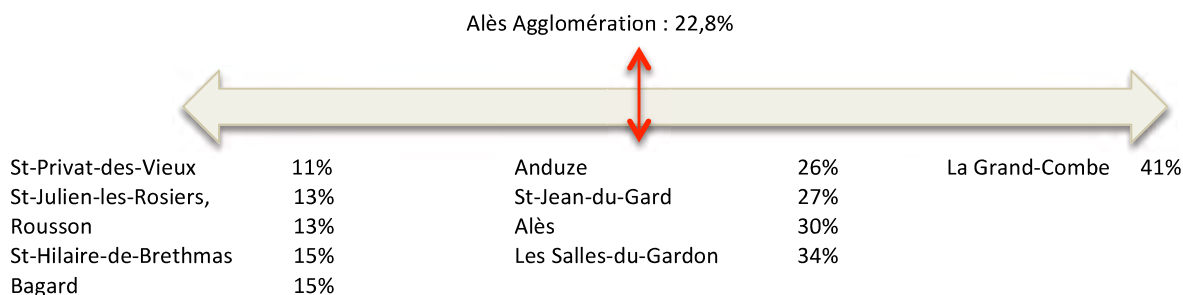 Alès Agglomération : 22,8%
St-Privat-des-Vieux 11%
St-Julien-les-Rosiers, 13%
Rousson 13%
St-Hilaire-de-Brethmas 15%
Bagard 15%
Anduze 26%
St-Jean-du-Gard 27%
Alès 30%
Les Salles-du-Gardon 34%
La Grand-Combe 41%